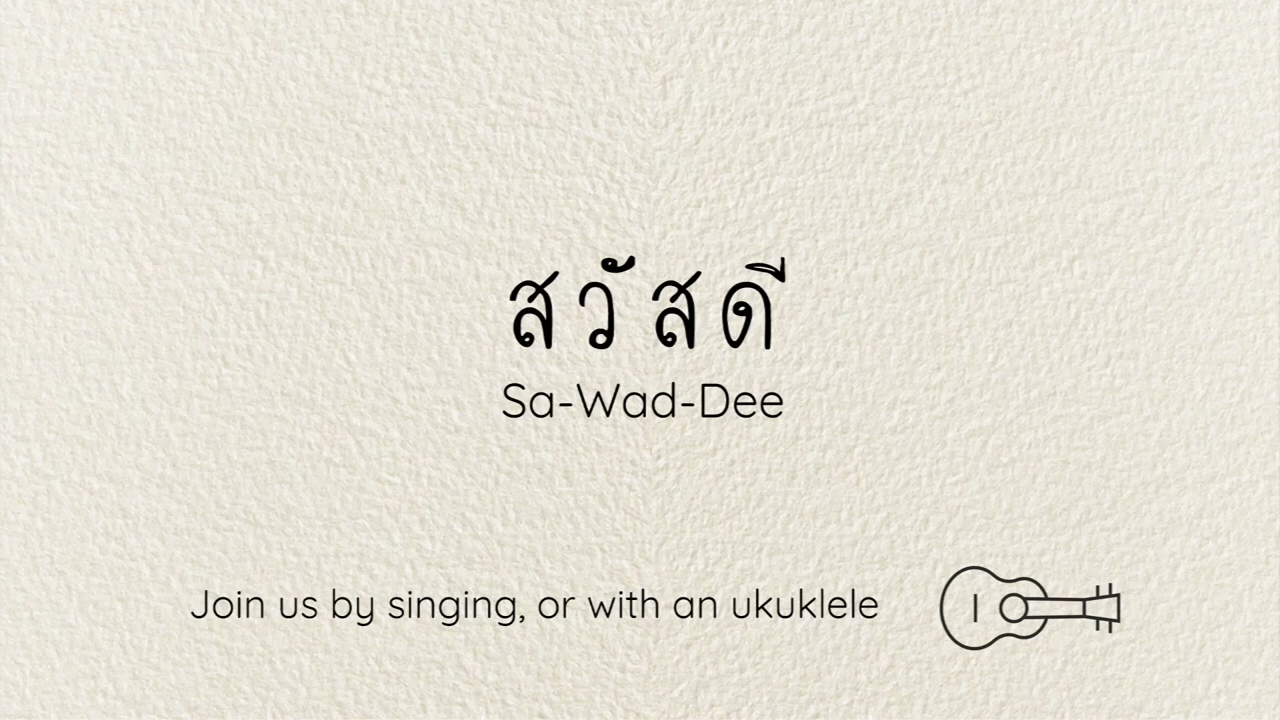 สวัสดี
Sa-Wad-Dee
Join us by singing, or with an ukuklele